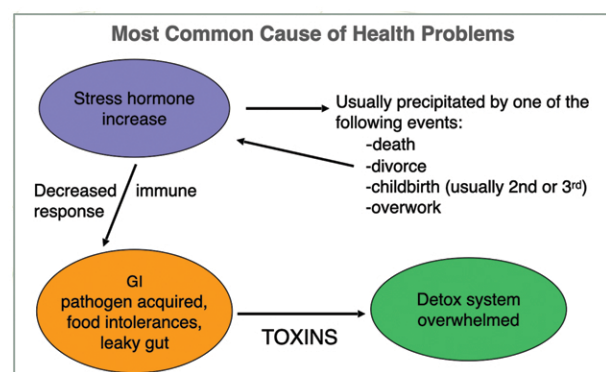 Most Common Cause of Health Problems
Stress hormone
increase
Usually precipitated by one of the
following events:
-death
-divorce
-childbirth (usually 2nd or 3rd)
-overwork
Decreased immune
response
GI
pathogen acquired,
food intolerances,
leaky gut
TOXINS
Detox system
overwhelmed